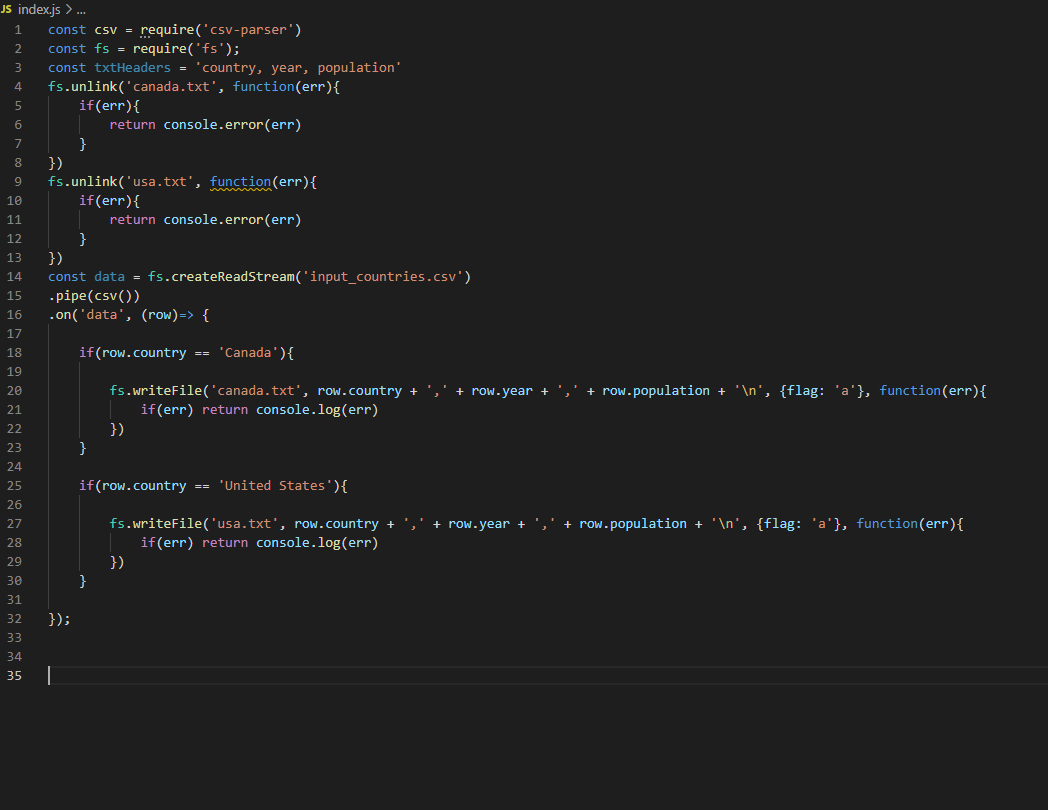 JS index.js > ...
1 const csv = require('csv-parser')
2 const fs = require('fs');
3 const txtHeaders = 'country, year, population'
4 fs.unlink('canada.txt', function(err){
5     if(err){
6         return console.error(err)
7     }
8 })
9 fs.unlink('usa.txt', function(err){
10     if(err){
11         return console.error(err)
12     }
13 })
14 const data = fs.createReadStream('input_countries.csv')
15 .pipe(csv())
16 .on('data', (row)=> {
17
18     if(row.country == 'Canada'){
19
20         fs.writeFile('canada.txt', row.country + ',' + row.year + ',' + row.population + '\n', {flag: 'a'}, function(err){
21             if(err) return console.log(err)
22         })
23     }
24
25     if(row.country == 'United States'){
26
27         fs.writeFile('usa.txt', row.country + ',' + row.year + ',' + row.population + '\n', {flag: 'a'}, function(err){
28             if(err) return console.log(err)
29         })
30     }
31
32 });
33
34
35